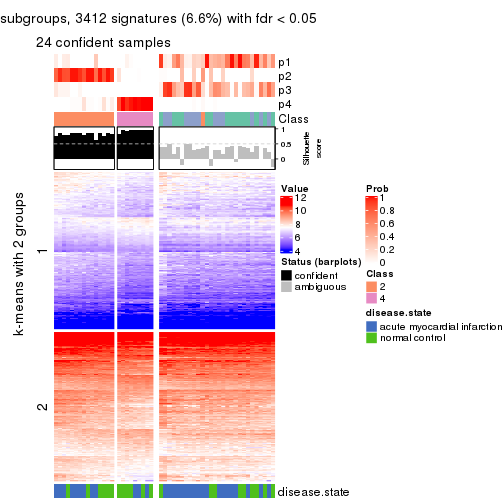 subgroups, 3412 signatures (6.6%) with fdr < 0.05
24 confident samples
p1
p2
p3
p4
Class
1
0.5
0
Silhouette
score
k-means with 2 groups
1
2
disease.state
Value
12
10
8
6
4
Status (barplots)
confident
ambiguous
Prob
1
0.8
0.6
0.4
0.2
0
Class
2
4
disease.state
acute myocardial infarction
normal control